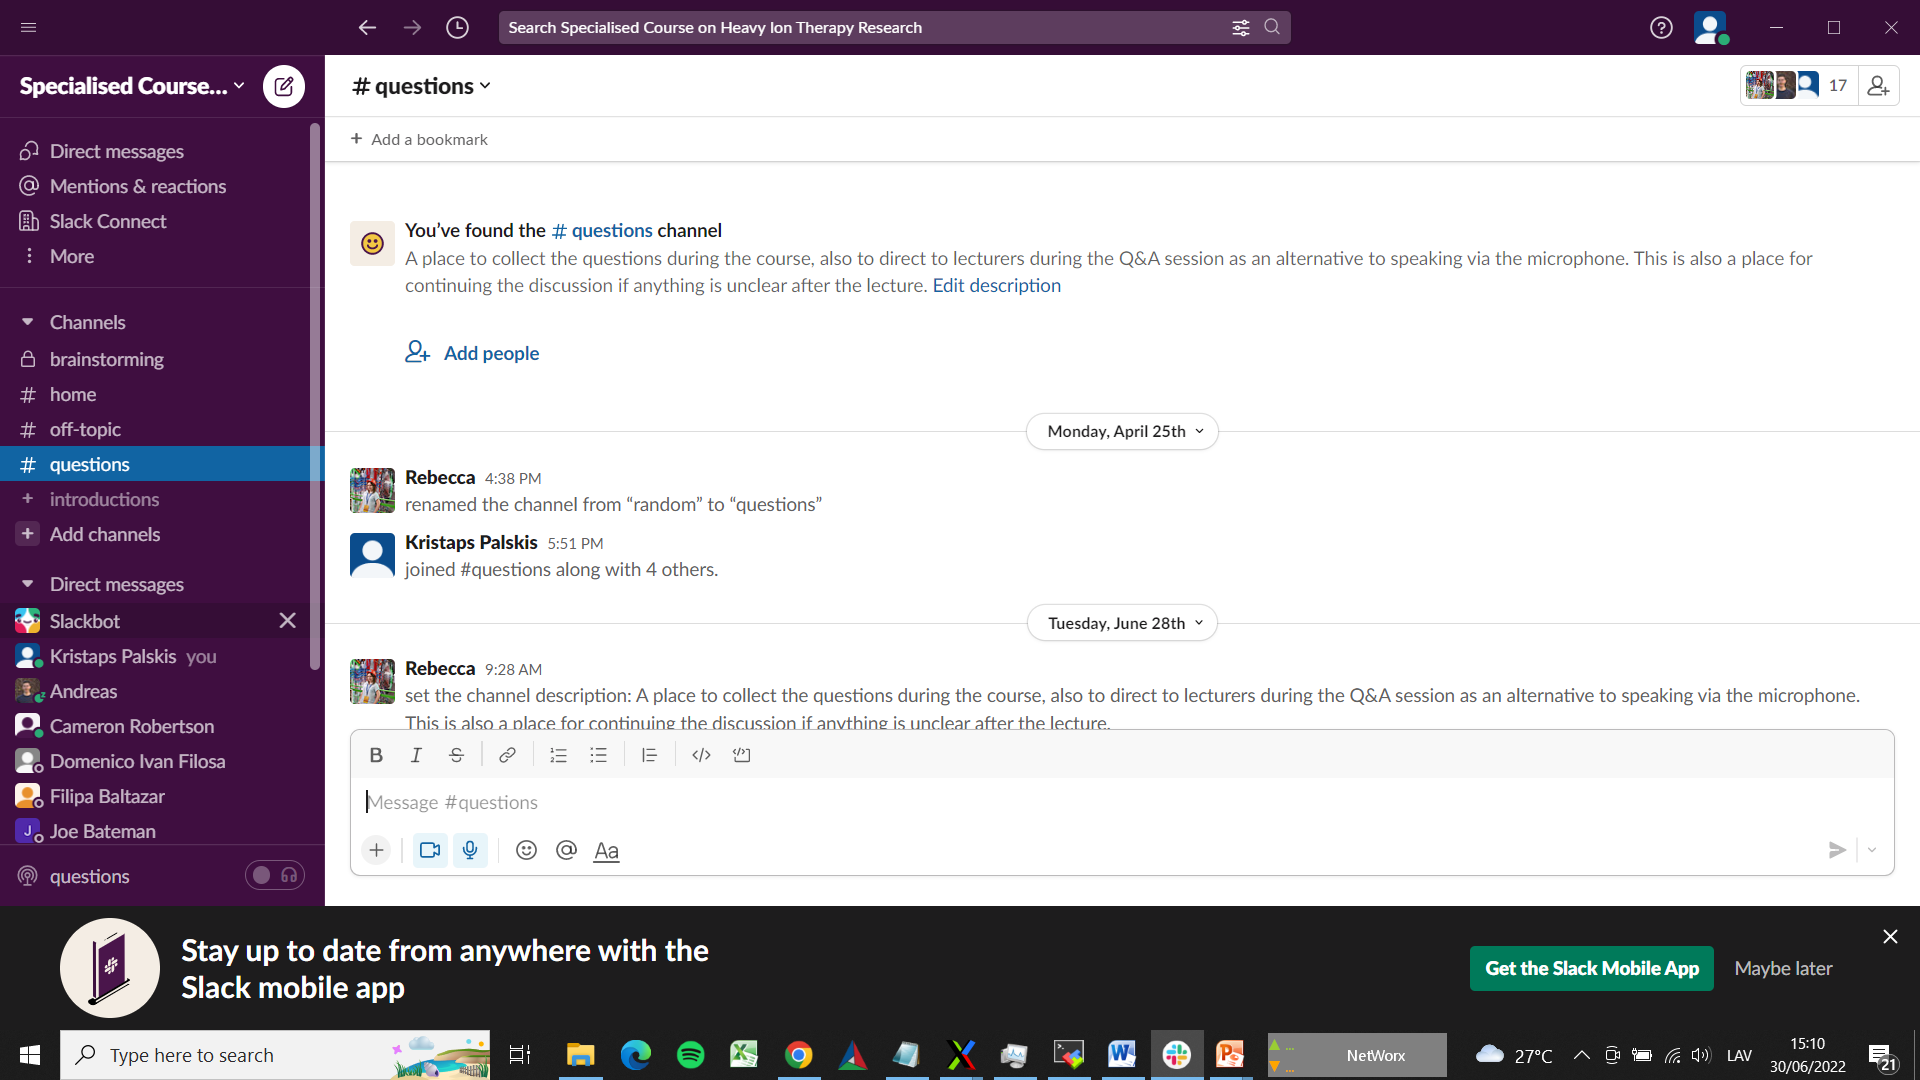 Search Specialised Course on Heavy Ion Therapy Research
Specialised Course...
# questions
17
Add a bookmark
Direct messages
Mentions & reactions
Slack Connect
More
Channels
brainstorming
# home
# off-topic
# questions
+ introductions
+ Add channels
Direct messages
Slackbot
Kristaps Palskis you
Andreas
Cameron Robertson
Domenico Ivan Filosa
Filipa Baltazar
J Joe Bateman
questions
You’ve found the # questions channel
A place to collect the questions during the course, also to direct to lecturers during the Q&A session as an alternative to speaking via the microphone. This is also a place for
continuing the discussion if anything is unclear after the lecture. Edit description
Add people
Monday, April 25th
Rebecca 4:38 PM
renamed the channel from “random” to “questions”
Kristaps Palskis 5:51 PM
joined #questions along with 4 others.
Tuesday, June 28th
Rebecca 9:28 AM
set the channel description: A place to collect the questions during the course, also to direct to lecturers during the Q&A session as an alternative to speaking via the microphone.
This is also a place for continuing the discussion if anything is unclear after the lecture.
Message #questions
Aa
Stay up to date from anywhere with the
Slack mobile app
Get the Slack Mobile App
Maybe later
Type here to search
NetWorx
27°C
LAV
15:10
30/06/2022
21